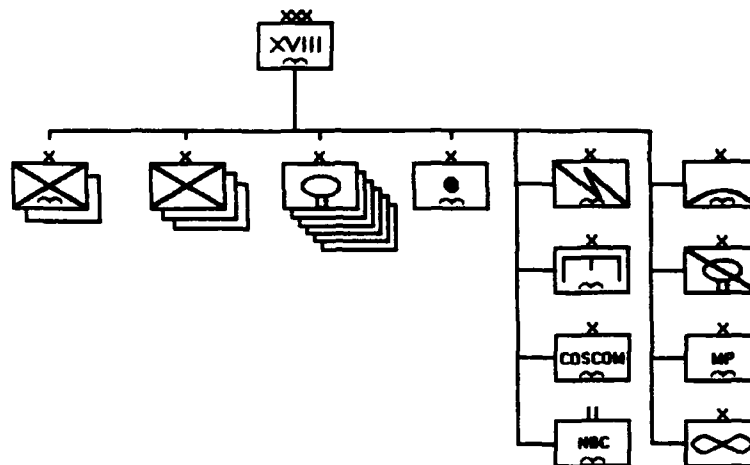 XXX
XVIII
X X X X X X
X X
X X
COSCOM MP
II X
NBC